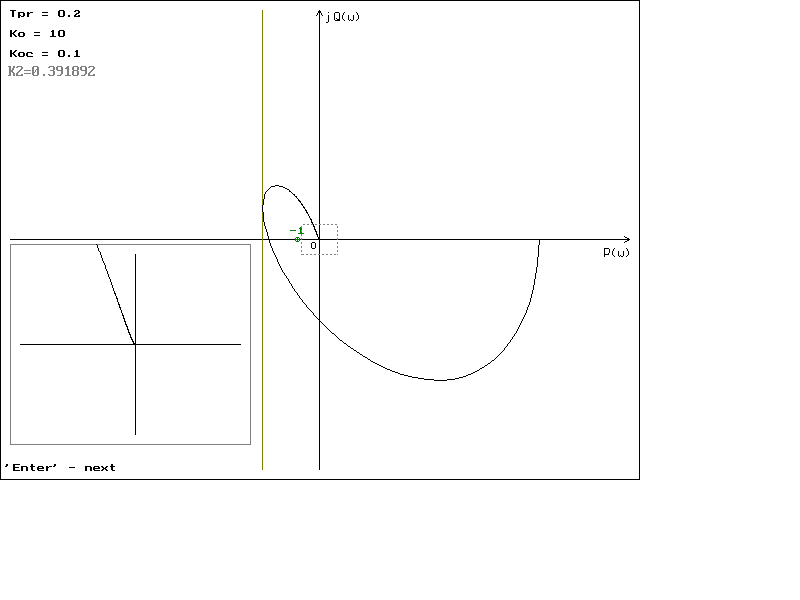 Tpr = 0.2
Ko = 10
Koc = 0.1
K2=0.391892
jQ(ω)
-1
0
P(ω)
'Enter' - next